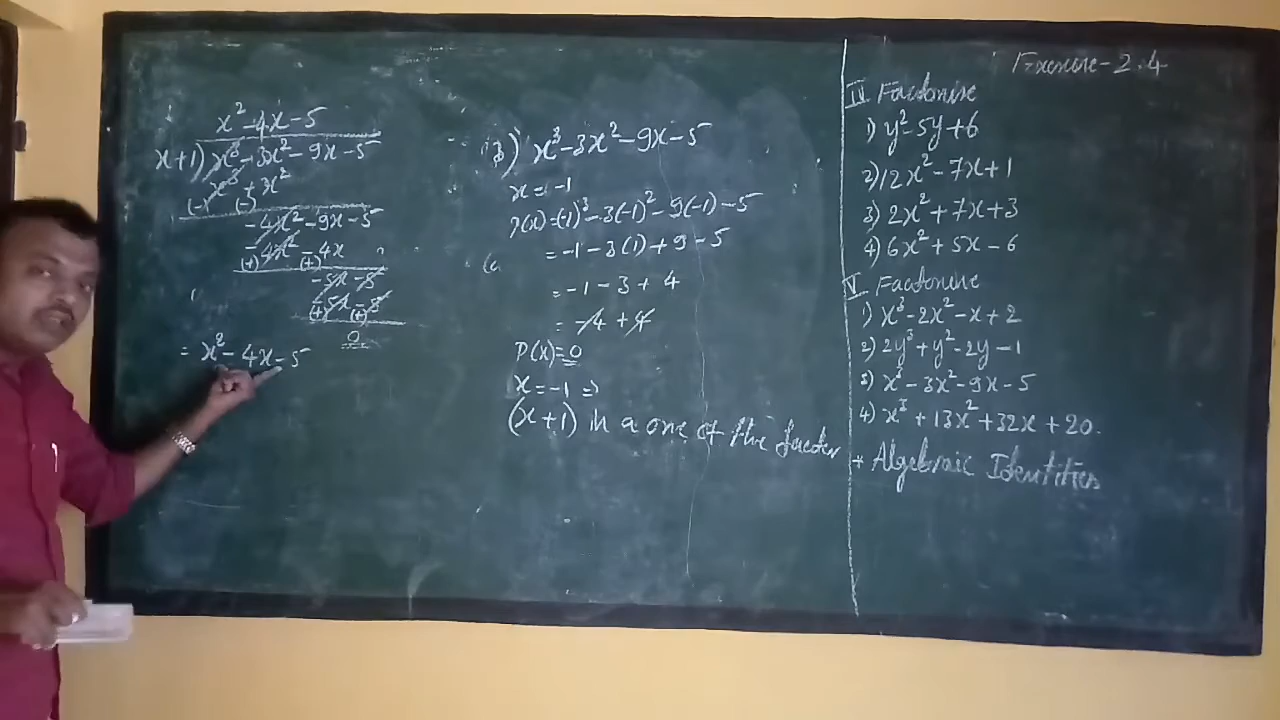 x² - 4x - 5
x+1) x³ - 3x² - 9x - 5
x³ + 3x²
(-) (-)
-4x² - 9x - 5
-4x² - 4x
(+) (+)
-5x - 5
-5x - 5
(+) (+)
0
= x² - 4x - 5
3) x³ - 3x² - 9x - 5
x = -1
P(x) = (-1)³ - 3(-1)² - 9(-1) - 5
= -1 - 3(1) + 9 - 5
= -1 - 3 + 4
= -4 + 4
P(x) = 0
x = -1 ⇒
(x+1) is a one of the factor
Exercise - 2.4
IV Factorise
1) y² - 5y + 6
2) 12x² - 7x + 1
3) 2x² + 7x + 3
4) 6x² + 5x - 6
V. Factorise
1) x³ - 2x² - x + 2
2) 2y³ + y² - 2y - 1
3) x³ - 3x² - 9x - 5
4) x³ + 13x² + 32x + 20.
* Algebraic Identities